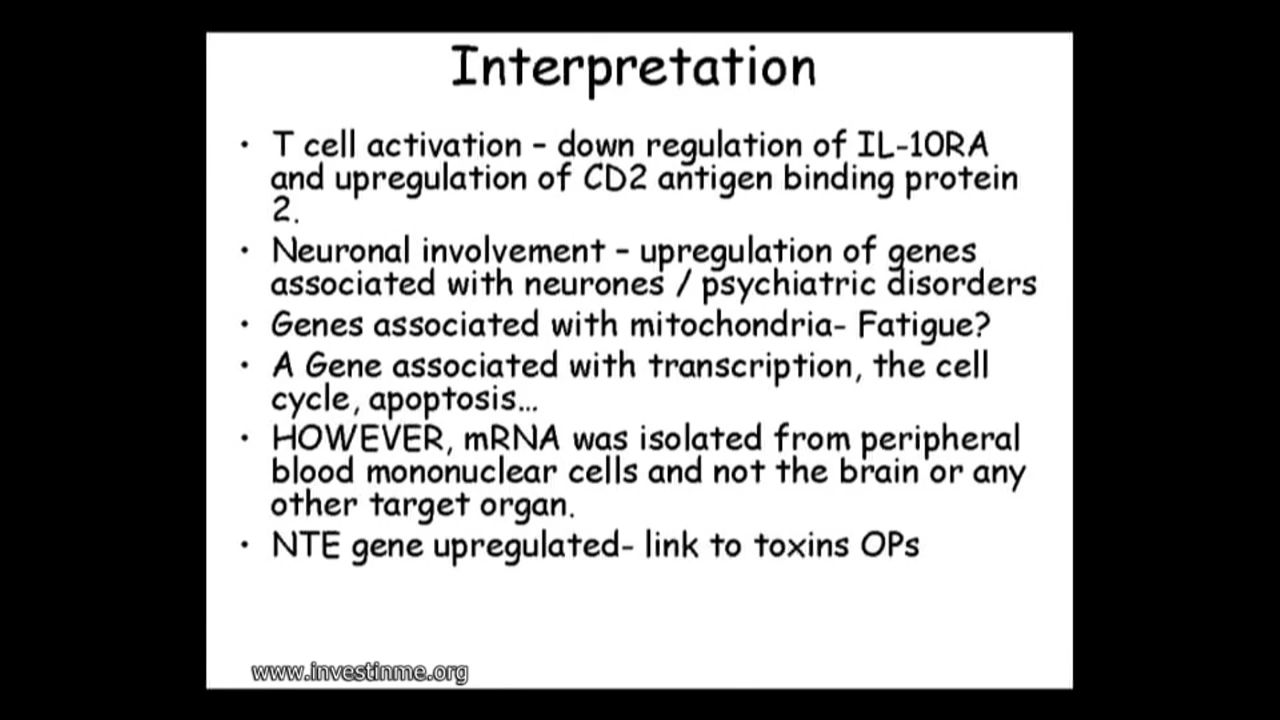 Interpretation
• T cell activation – down regulation of IL-10RA
and upregulation of CD2 antigen binding protein
2.
• Neuronal involvement – upregulation of genes
associated with neurones / psychiatric disorders
• Genes associated with mitochondria- Fatigue?
• A Gene associated with transcription, the cell
cycle, apoptosis…
• HOWEVER, mRNA was isolated from peripheral
blood mononuclear cells and not the brain or any
other target organ.
• NTE gene upregulated- link to toxins OPs
www.investinme.org